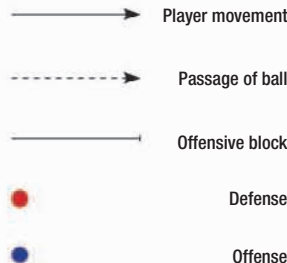 Player movement
Passage of ball
Offensive block
Defense
Offense